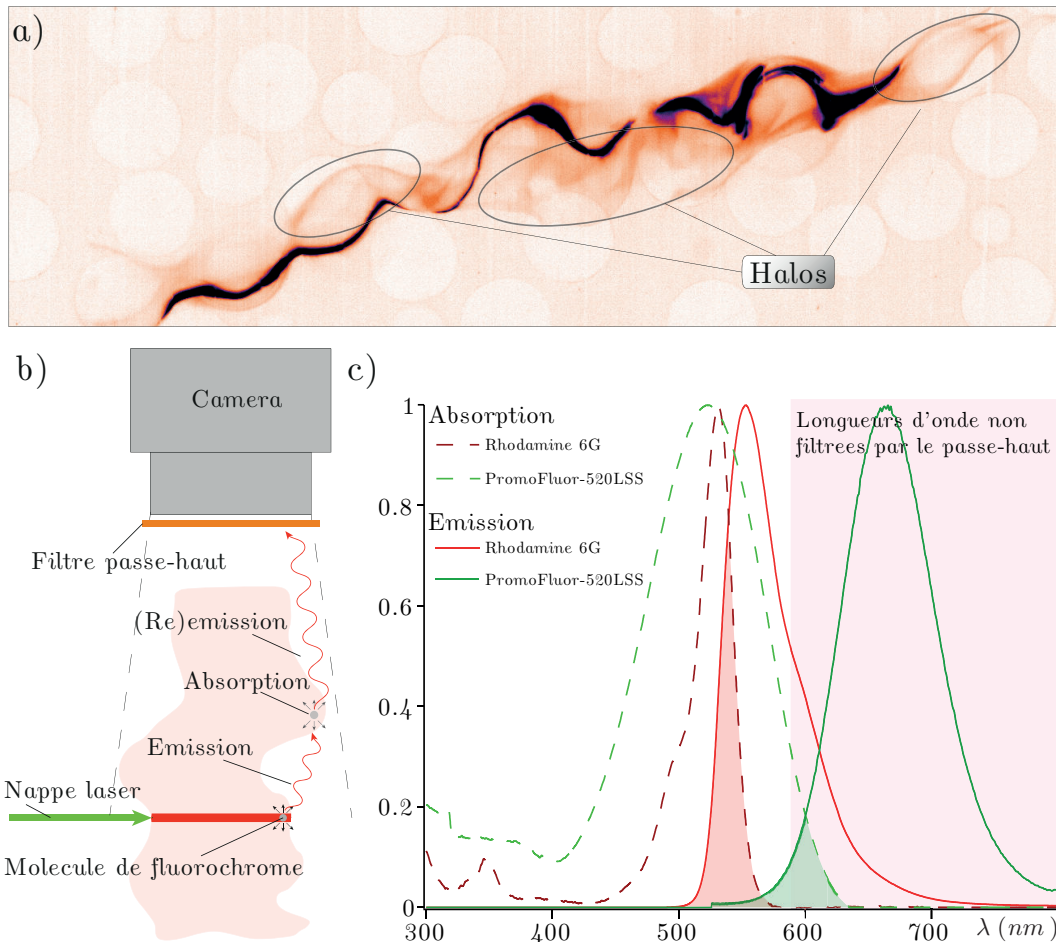 a)
Halos
b)
Camera
Filtre passe-haut
(Re)emission
Absorption
Emission
Nappe laser
Molecule de fluorochrome
c)
Absorption
Rhodamine 6G
PromoFluor-520LSS
Emission
Rhodamine 6G
PromoFluor-520LSS
Longueurs d'onde non
filtrees par le passe-haut
1
0.8
0.6
0.4
0.2
0
300
400
500
600
700
λ (nm)